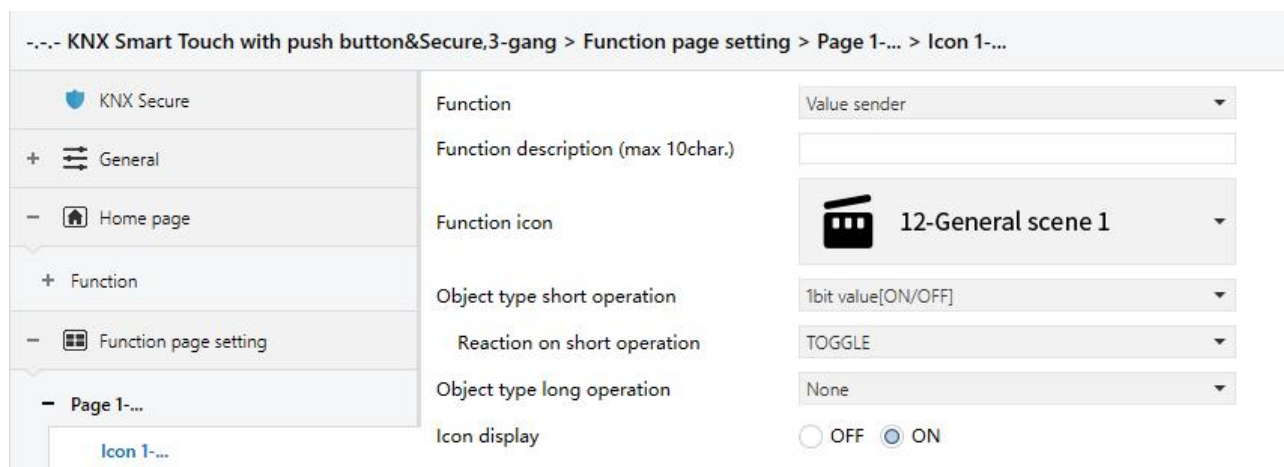 -.-.- KNX Smart Touch with push button&Secure,3-gang > Function page setting > Page 1-... > Icon 1-...
KNX Secure
+ General
- Home page
+ Function
- Function page setting
- Page 1-...
Icon 1-...
Function Value sender
Function description (max 10char.)
Function icon 12-General scene 1
Object type short operation 1bit value[ON/OFF]
Reaction on short operation TOGGLE
Object type long operation None
Icon display OFF ON